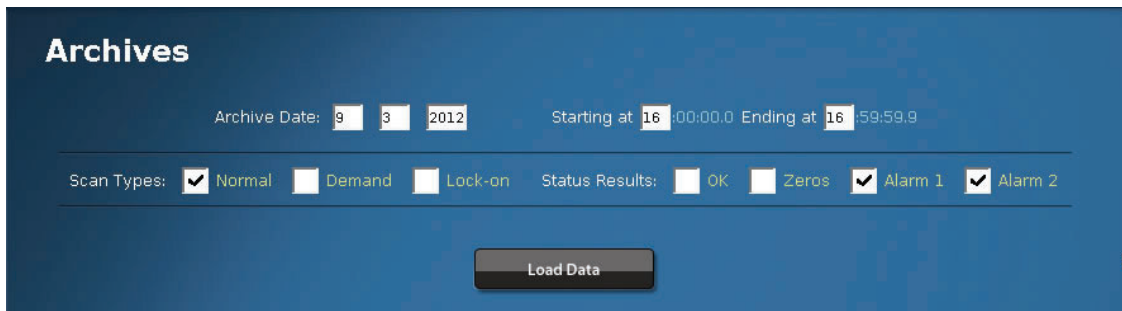 Archives
Archive Date: 9 3 2012 Starting at 16 :00:00.0 Ending at 16 :59:59.9
Scan Types: Normal Demand Lock-on Status Results: OK Zeros Alarm 1 Alarm 2
Load Data